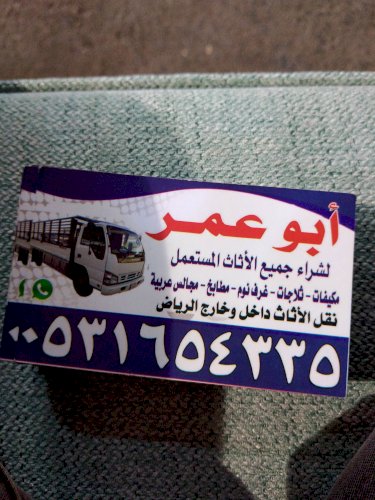 أبو عمر
لشراء جميع الأثاث المستعمل
مكيفات - ثلاجات - غرف نوم - مطابخ - مجالس عربية
نقل الأثاث داخل وخارج الرياض
٠٥٣١٦٥٤٣٣٥